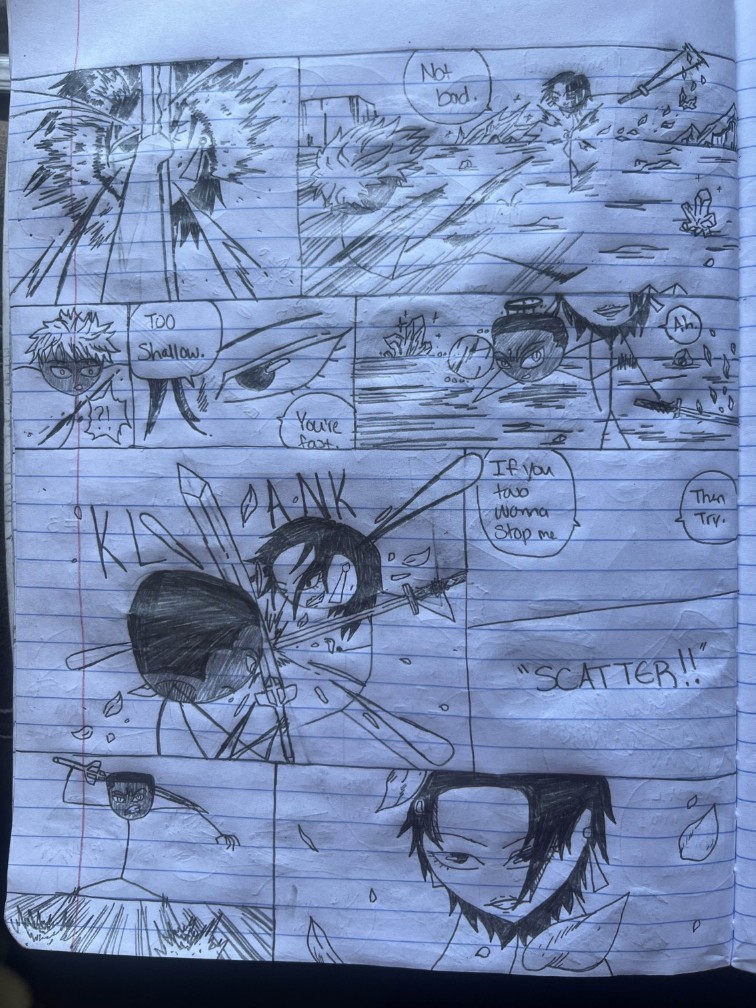 Not
bad.
?!
Too
Shallow.
You're
fast.
Ah.
KLANK
If you
two
Wanna
Stop me
Then
Try.
"SCATTER!!"